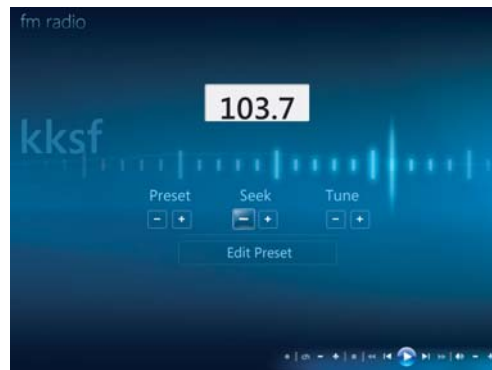 fm radio
103.7
kksf
Preset Seek Tune
- + - + - +
Edit Preset